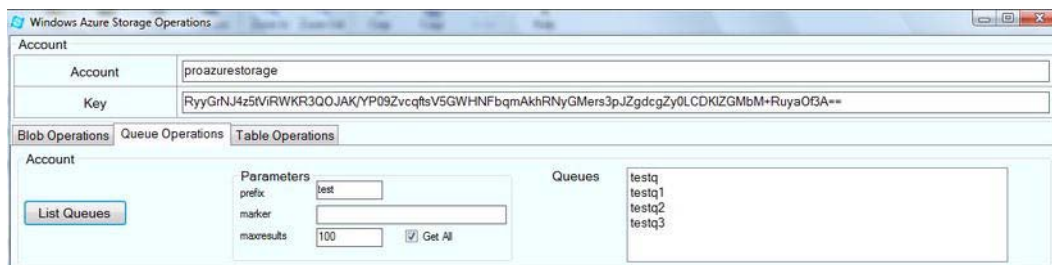 Windows Azure Storage Operations
Account
Account proazurestorage
Key RyyGrNJ4z5tViRWKR3QOJAK/YP09ZvcqftsV5GWHNFbqmAkhRNyGMers3pJZgdcgZy0LCDKlZGMbM+RuyaOf3A==
Blob Operations Queue Operations Table Operations
Account
Parameters Queues testq
prefix test testq1
List Queues marker testq2
maxresults 100 Get All testq3